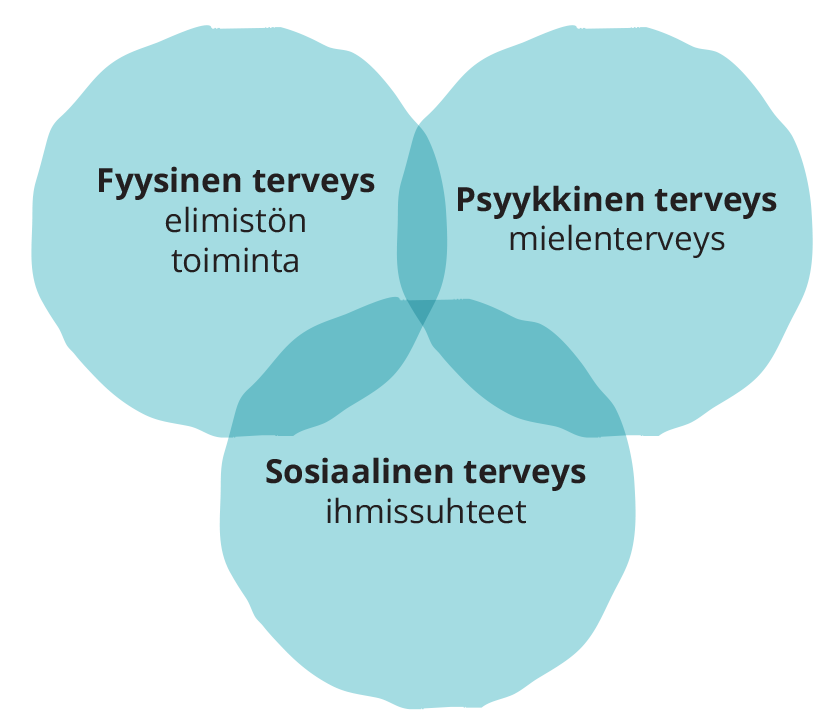 Fyysinen terveys
elimistön
toiminta
Psyykkinen terveys
mielenterveys
Sosiaalinen terveys
ihmissuhteet